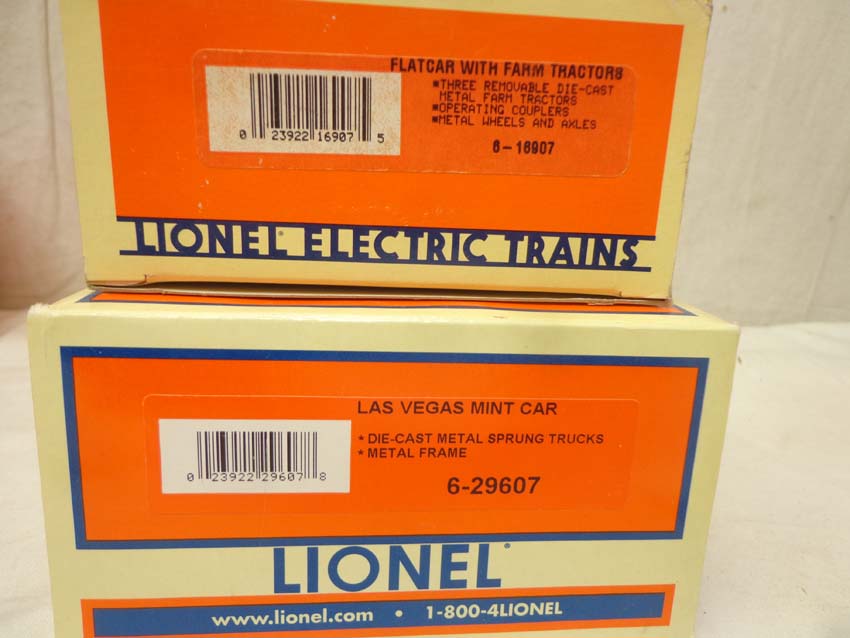 FLATCAR WITH FARM TRACTORS
▪THREE REMOVABLE DIE-CAST
METAL FARM TRACTORS
▪OPERATING COUPLERS
▪METAL WHEELS AND AXLES
0 23922 16907 5
6-16907
LIONEL® ELECTRIC TRAINS
LAS VEGAS MINT CAR
* DIE-CAST METAL SPRUNG TRUCKS
* METAL FRAME
0 23922 29607 8
6-29607
LIONEL®
www.lionel.com • 1-800-4LIONEL